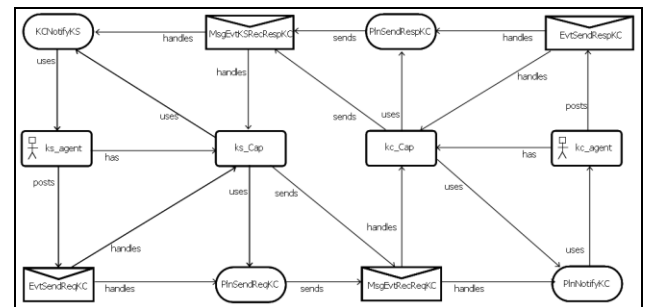 KCNotifyKS
handles
MsgEvtKSRecRespKC
sends
PlnSendRespKC
handles
EvtSendRespKC
uses
handles
handles
uses
sends
uses
posts
ks_agent
has
ks_Cap
kc_Cap
has
kc_agent
posts
uses
sends
uses
handles
handles
uses
EvtSendReqKC
handles
PlnSendReqKC
sends
MsgEvtRecReqKC
handles
PlnNotifyKC